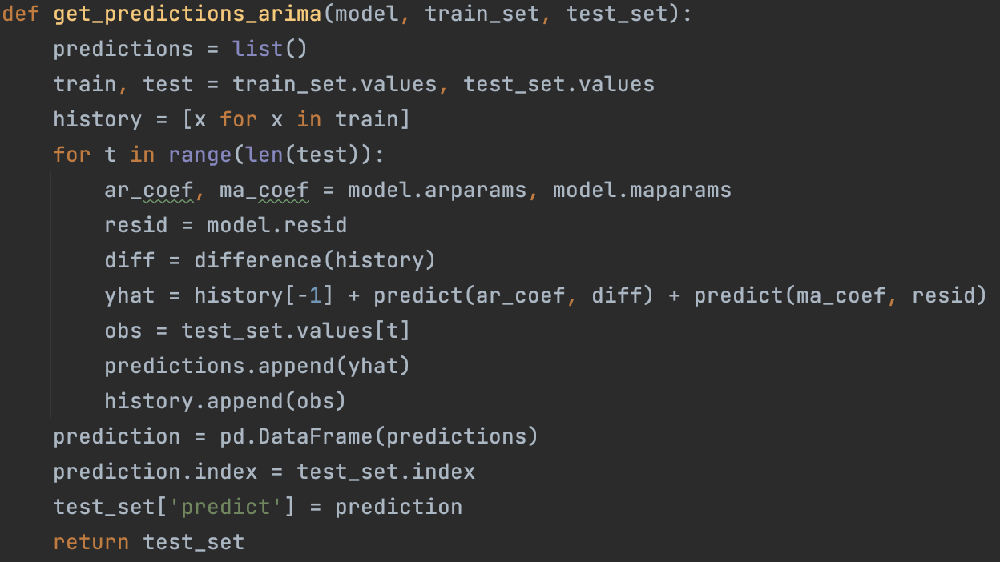 def get_predictions_arima(model, train_set, test_set):
    predictions = list()
    train, test = train_set.values, test_set.values
    history = [x for x in train]
    for t in range(len(test)):
        ar_coef, ma_coef = model.arparams, model.maparams
        resid = model.resid
        diff = difference(history)
        yhat = history[-1] + predict(ar_coef, diff) + predict(ma_coef, resid)
        obs = test_set.values[t]
        predictions.append(yhat)
        history.append(obs)
    prediction = pd.DataFrame(predictions)
    prediction.index = test_set.index
    test_set['predict'] = prediction
    return test_set